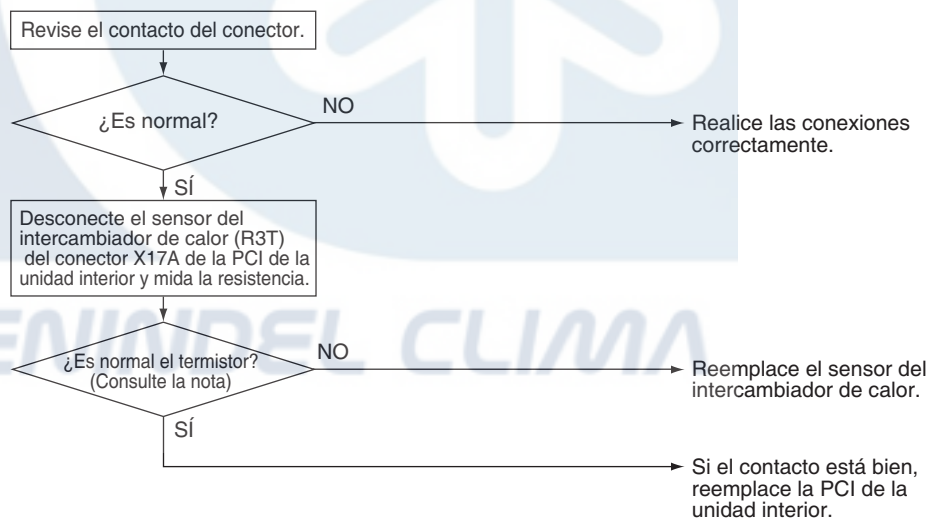 Revise el contacto del conector.
¿Es normal?
NO
Realice las conexiones
correctamente.
SÍ
Desconecte el sensor del
intercambiador de calor (R3T)
del conector X17A de la PCI de la
unidad interior y mida la resistencia.
ENINDEL CLIMA
¿Es normal el termistor?
(Consulte la nota)
NO
Reemplace el sensor del
intercambiador de calor.
SÍ
Si el contacto está bien,
reemplace la PCI de la
unidad interior.